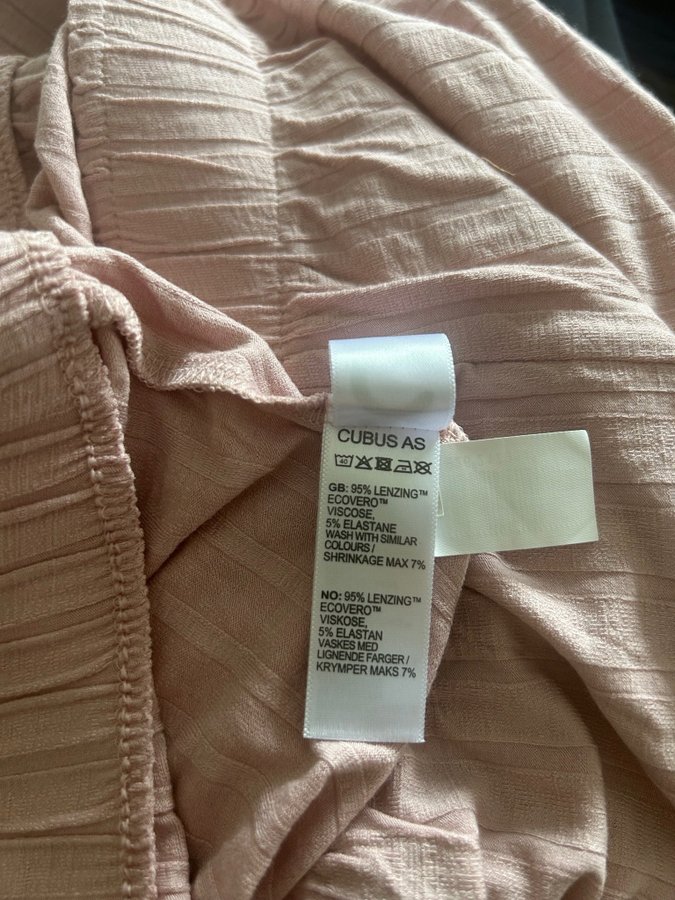 CUBUS AS
40
GB: 95% LENZING™
ECOVERO™
VISCOSE,
5% ELASTANE
WASH WITH SIMILAR
COLOURS /
SHRINKAGE MAX 7%
NO: 95% LENZING™
ECOVERO™
VISKOSE,
5% ELASTAN
VASKES MED
LIGNENDE FARGER /
KRYMPER MAKS 7%